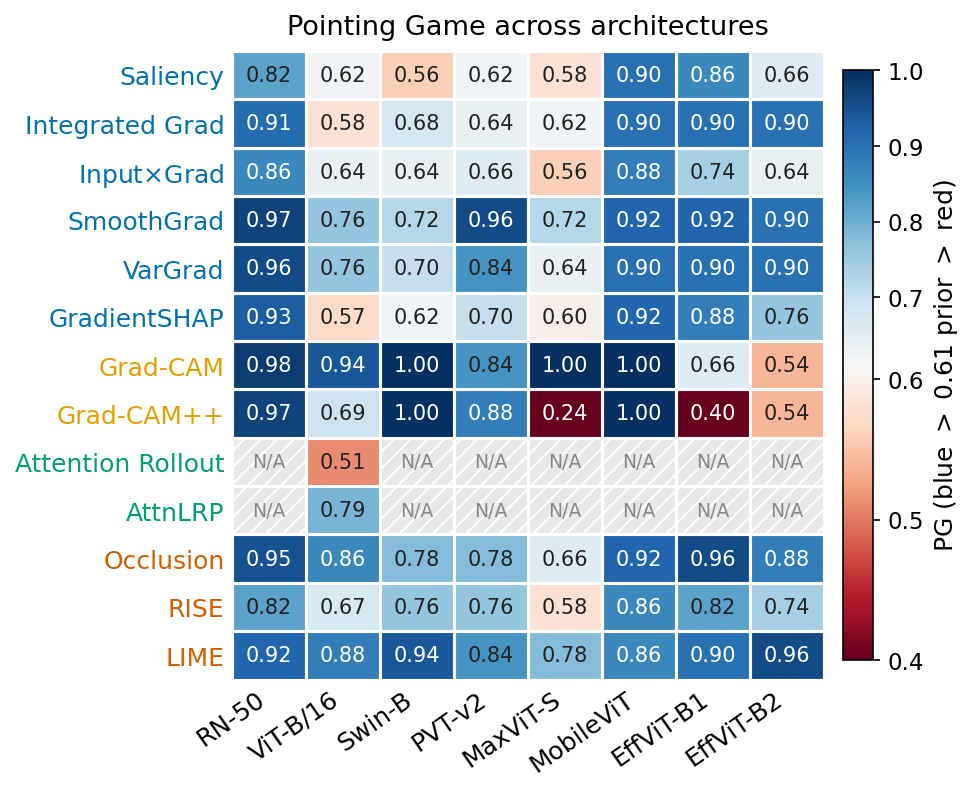 Pointing Game across architectures
Saliency 0.82 0.62 0.56 0.62 0.58 0.90 0.86 0.66
Integrated Grad 0.91 0.58 0.68 0.64 0.62 0.90 0.90 0.90
Input×Grad 0.86 0.64 0.64 0.66 0.56 0.88 0.74 0.64
SmoothGrad 0.97 0.76 0.72 0.96 0.72 0.92 0.92 0.90
VarGrad 0.96 0.76 0.70 0.84 0.64 0.90 0.90 0.90
GradientSHAP 0.93 0.57 0.62 0.70 0.60 0.92 0.88 0.76
Grad-CAM 0.98 0.94 1.00 0.84 1.00 1.00 0.66 0.54
Grad-CAM++ 0.97 0.69 1.00 0.88 0.24 1.00 0.40 0.54
Attention Rollout N/A 0.51 N/A N/A N/A N/A N/A N/A
AttnLRP N/A 0.79 N/A N/A N/A N/A N/A N/A
Occlusion 0.95 0.86 0.78 0.78 0.66 0.92 0.96 0.88
RISE 0.82 0.67 0.76 0.76 0.58 0.86 0.82 0.74
LIME 0.92 0.88 0.94 0.84 0.78 0.86 0.90 0.96
RN-50 ViT-B/16 Swin-B PVT-v2 MaxViT-S MobileViT EffViT-B1 EffViT-B2
1.0
0.9
0.8
0.7
0.6
0.5
0.4
PG (blue > 0.61 prior > red)